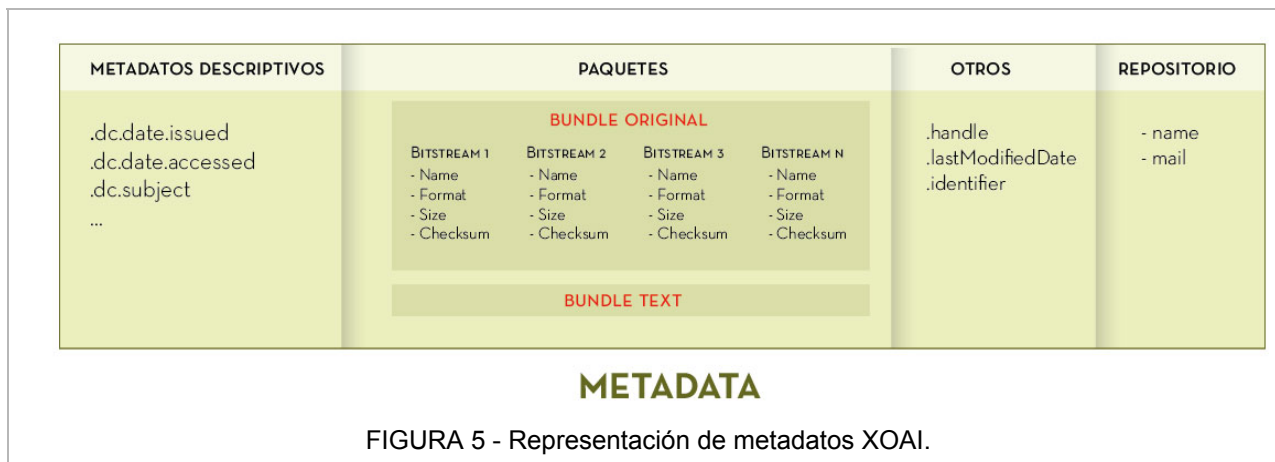 METADATOS DESCRIPTIVOS
PAQUETES
OTROS
REPOSITORIO
.dc.date.issued
.dc.date.accessed
.dc.subject
...
BUNDLE ORIGINAL
BITSTREAM 1
- Name
- Format
- Size
- Checksum
BITSTREAM 2
- Name
- Format
- Size
- Checksum
BITSTREAM 3
- Name
- Format
- Size
- Checksum
BITSTREAM N
- Name
- Format
- Size
- Checksum
BUNDLE TEXT
.handle
.lastModifiedDate
.identifier
- name
- mail
METADATA
FIGURA 5 - Representación de metadatos XOAI.